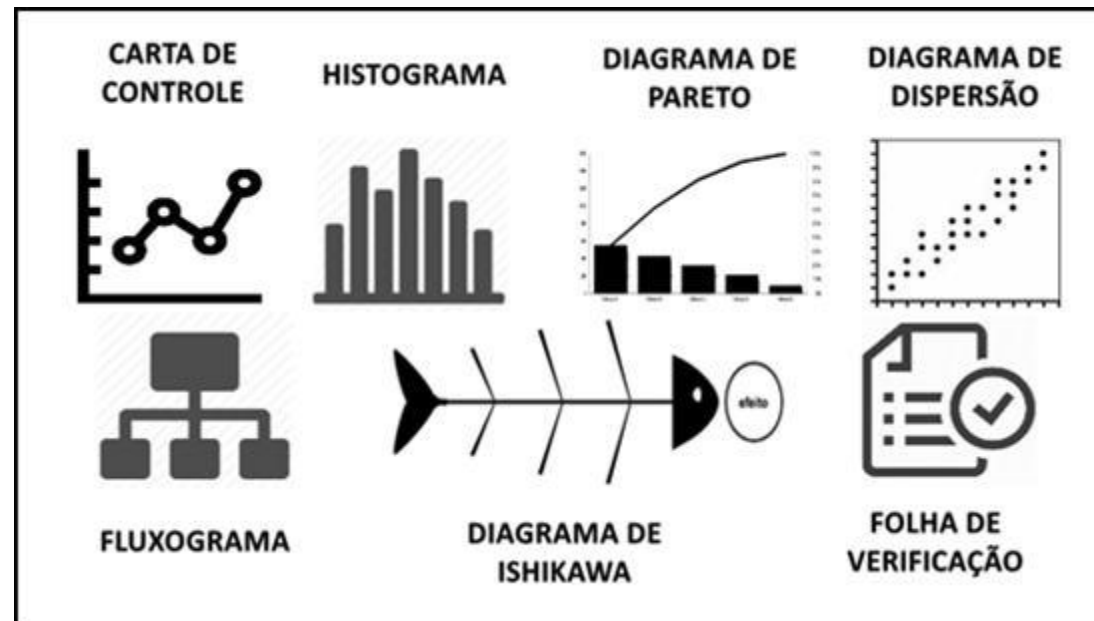 CARTA DE
CONTROLE
HISTOGRAMA
DIAGRAMA DE
PARETO
DIAGRAMA DE
DISPERSÃO
efeito
FLUXOGRAMA
DIAGRAMA DE
ISHIKAWA
FOLHA DE
VERIFICAÇÃO